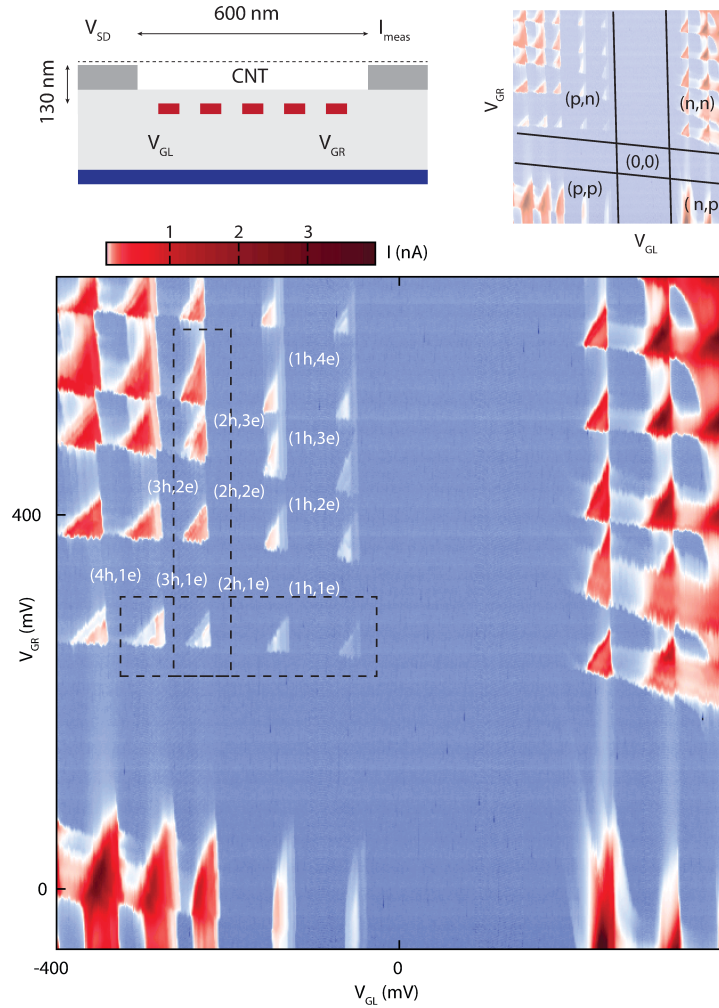 600 nm
V_SD
I_meas
130 nm
CNT
V_GL
V_GR
V_GR
(p,n)
(n,n)
(0,0)
(p,p)
( n,p
V_GL
1
2
3
I (nA)
(1h,4e)
(2h,3e)
(1h,3e)
(3h,2e)
(2h,2e)
(1h,2e)
(4h,1e)
(3h,1e)
(2h,1e)
(1h,1e)
400
V_GR (mV)
0
-400
0
V_GL (mV)